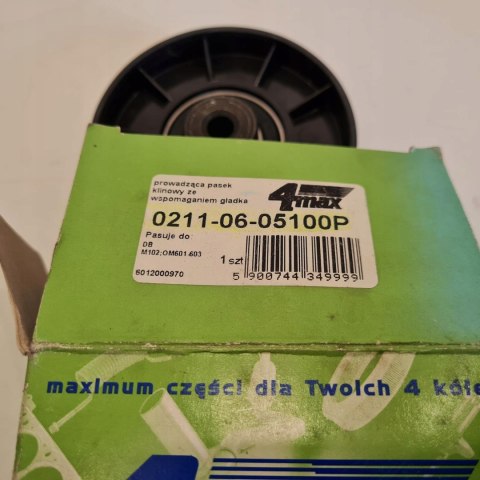 prowadząca pasek
klinowy ze
wspomaganiem gładka
4max
0211-06-05100P
Pasuje do:
DB
M102;OM601-603
1 szt
6012000970
5 900744 349999
maximum części dla Twoich 4 kółe